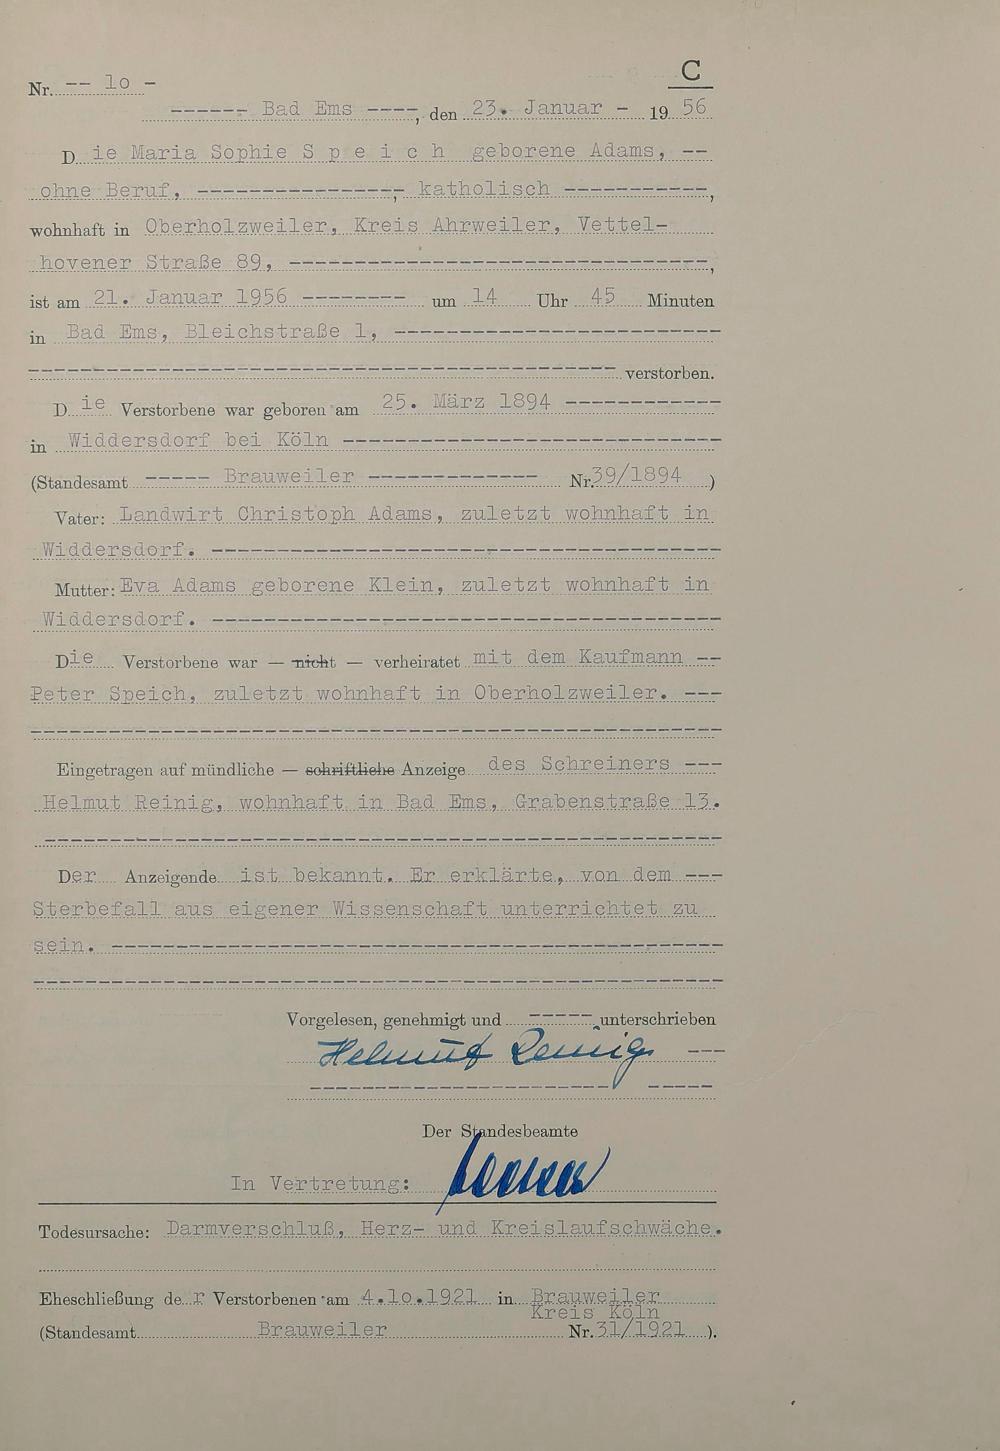 C
Nr. -- lo -
------ Bad Ems ----, den 23. Januar - 19 56
D ie Maria Sophie S p e i c h geborene Adams, --
ohne Beruf, ----------------, katholisch -----------,
wohnhaft in Oberholzweiler, Kreis Ahrweiler, Vettel-
hovener Straße 89, --------------------------------,
ist am 21. Januar 1956 -------- um 14 Uhr 45 Minuten
in Bad Ems, Bleichstraße 1, -------------------------
--------------------------------------------- verstorben.
D ie Verstorbene war geboren am 25. März 1894 ------------
in Widdersdorf bei Köln -----------------------------
(Standesamt ----- Brauweiler ------------- Nr. 39/1894 )
Vater: Landwirt Christoph Adams, zuletzt wohnhaft in
Widdersdorf. ---------------------------------------
Mutter: Eva Adams geborene Klein, zuletzt wohnhaft in
Widdersdorf. ---------------------------------------
Die Verstorbene war — nicht — verheiratet mit dem Kaufmann --
Peter Speich, zuletzt wohnhaft in Oberholzweiler. ---
-----------------------------------------------------
Eingetragen auf mündliche — schriftliche Anzeige des Schreiners ---
Helmut Reinig, wohnhaft in Bad Ems, Grabenstraße 13.
----------------------------------------------------
Der Anzeigende ist bekannt. Er erklärte, von dem ---
Sterbefall aus eigener Wissenschaft unterrichtet zu
sein. -----------------------------------------------
-----------------------------------------------------
Vorgelesen, genehmigt und ----- unterschrieben
Helmut Reinig ---
----------------------- -----
Der Standesbeamte
In Vertretung:
Todesursache: Darmverschluß, Herz- und Kreislaufschwäche.
Eheschließung de r Verstorbenen am 4.lo.1921 in Brauweiler
Kreis Köln
(Standesamt Brauweiler Nr. 31/1921 ).